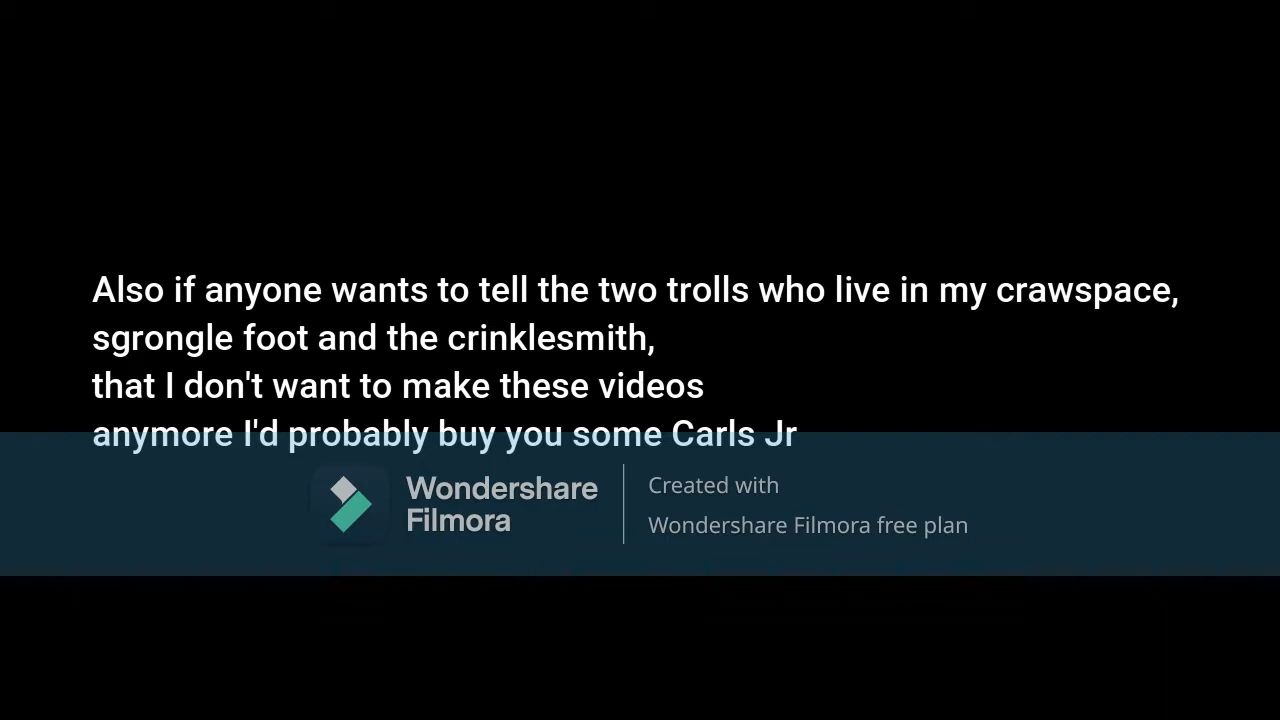 Also if anyone wants to tell the two trolls who live in my crawspace,
sgrongle foot and the crinklesmith,
that I don't want to make these videos
anymore I'd probably buy you some Carls Jr
Wondershare
Filmora
Created with
Wondershare Filmora free plan